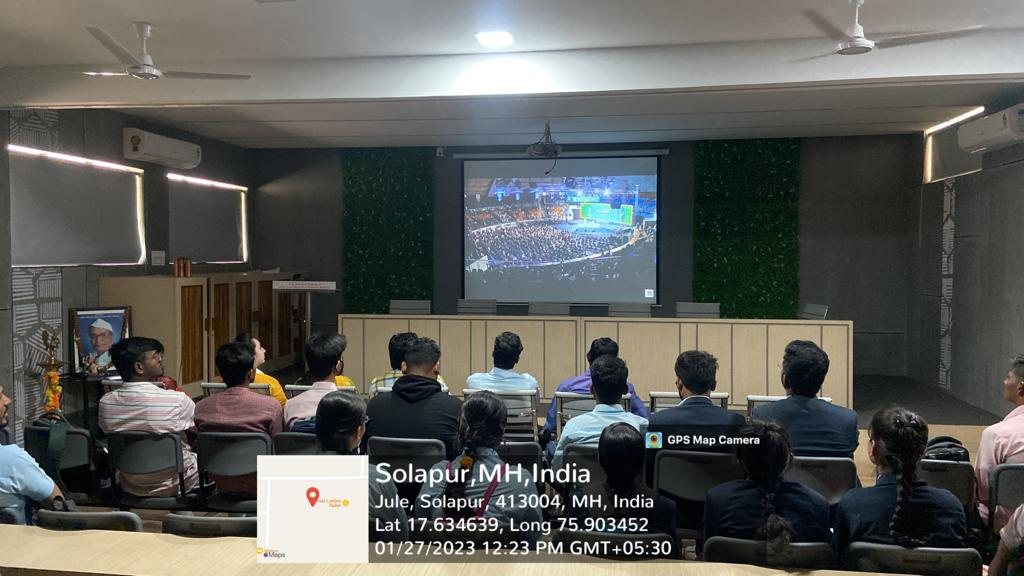 GPS Map Camera
Solapur,MH,India
Jule, Solapur, 413004, MH, India
Lat 17.634639, Long 75.903452
01/27/2023 12:23 PM GMT+05:30
Maps